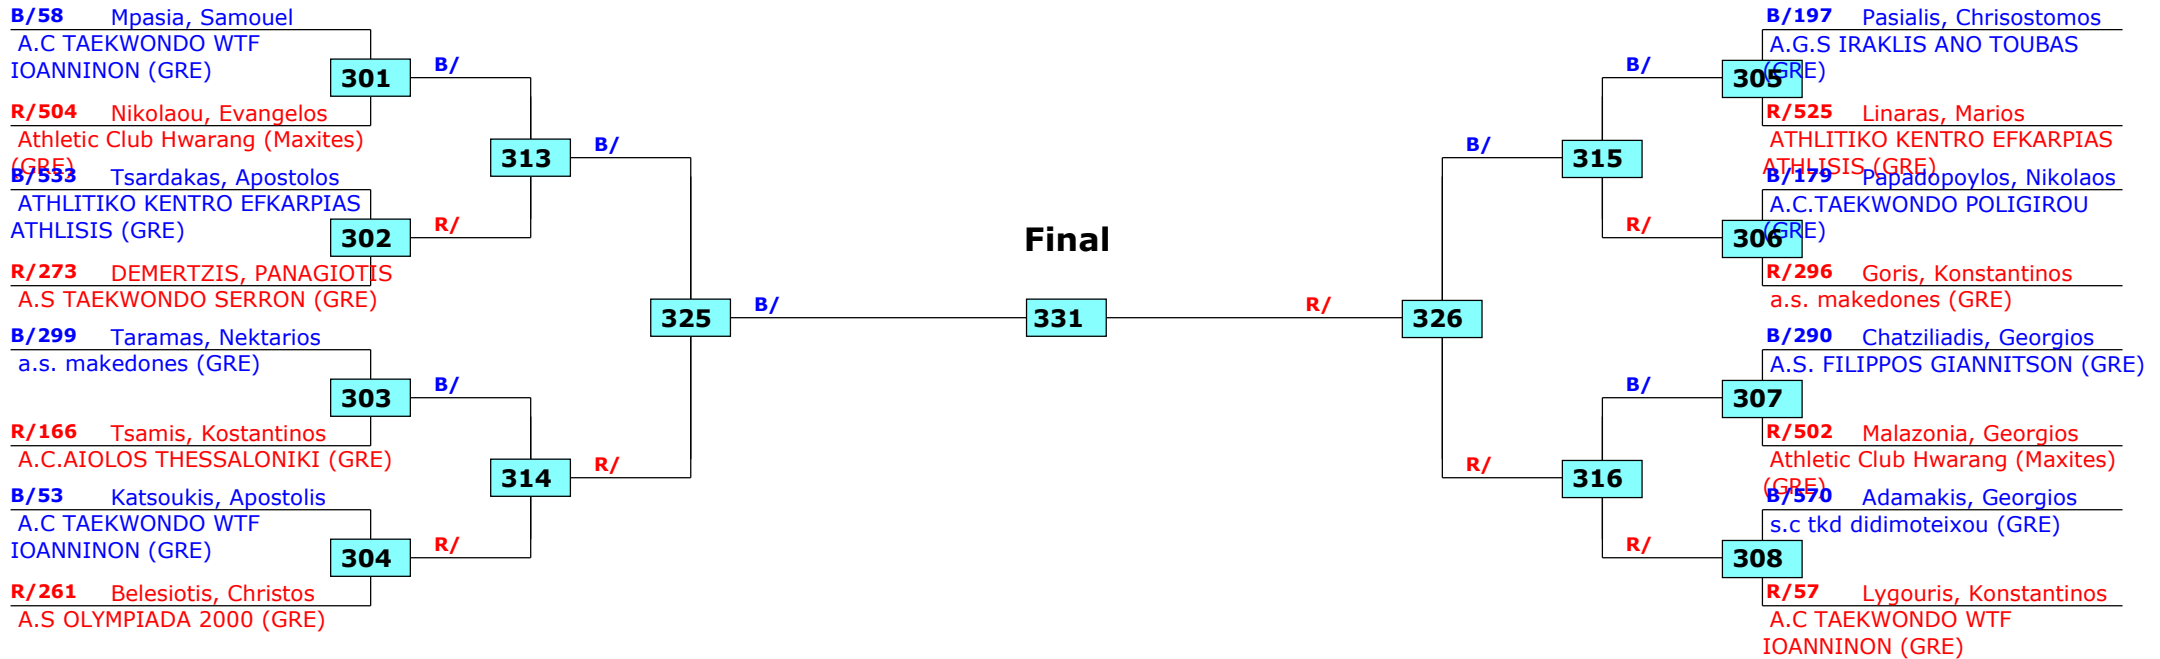 B/58 Mpasia, Samouel
A.C TAEKWONDO WTF
IOANNINON (GRE)
301
B/
R/504 Nikolaou, Evangelos
Athletic Club Hwarang (Maxites)
(GRE)
B/533 Tsardakas, Apostolos
ATHLITIKO KENTRO EFKARPIAS
ATHLISIS (GRE)
302
R/
R/273 DEMERTZIS, PANAGIOTIS
A.S TAEKWONDO SERRON (GRE)
313
B/
B/299 Taramas, Nektarios
a.s. makedones (GRE)
303
B/
R/166 Tsamis, Kostantinos
A.C.AIOLOS THESSALONIKI (GRE)
B/53 Katsoukis, Apostolis
A.C TAEKWONDO WTF
IOANNINON (GRE)
304
R/
R/261 Belesiotis, Christos
A.S OLYMPIADA 2000 (GRE)
314
R/
325
B/
Final
331
R/
326
B/
315
R/
316
B/197 Pasialis, Chrisostomos
A.G.S IRAKLIS ANO TOUBAS
(GRE)
B/
305
R/525 Linaras, Marios
ATHLITIKO KENTRO EFKARPIAS
ATHLISIS (GRE)
B/179 Papadopoylos, Nikolaos
A.C.TAEKWONDO POLIGIROU
(GRE)
R/
306
R/296 Goris, Konstantinos
a.s. makedones (GRE)
B/290 Chatziliadis, Georgios
A.S. FILIPPOS GIANNITSON (GRE)
B/
307
R/502 Malazonia, Georgios
Athletic Club Hwarang (Maxites)
(GRE)
B/570 Adamakis, Georgios
s.c tkd didimoteixou (GRE)
R/
308
R/57 Lygouris, Konstantinos
A.C TAEKWONDO WTF
IOANNINON (GRE)